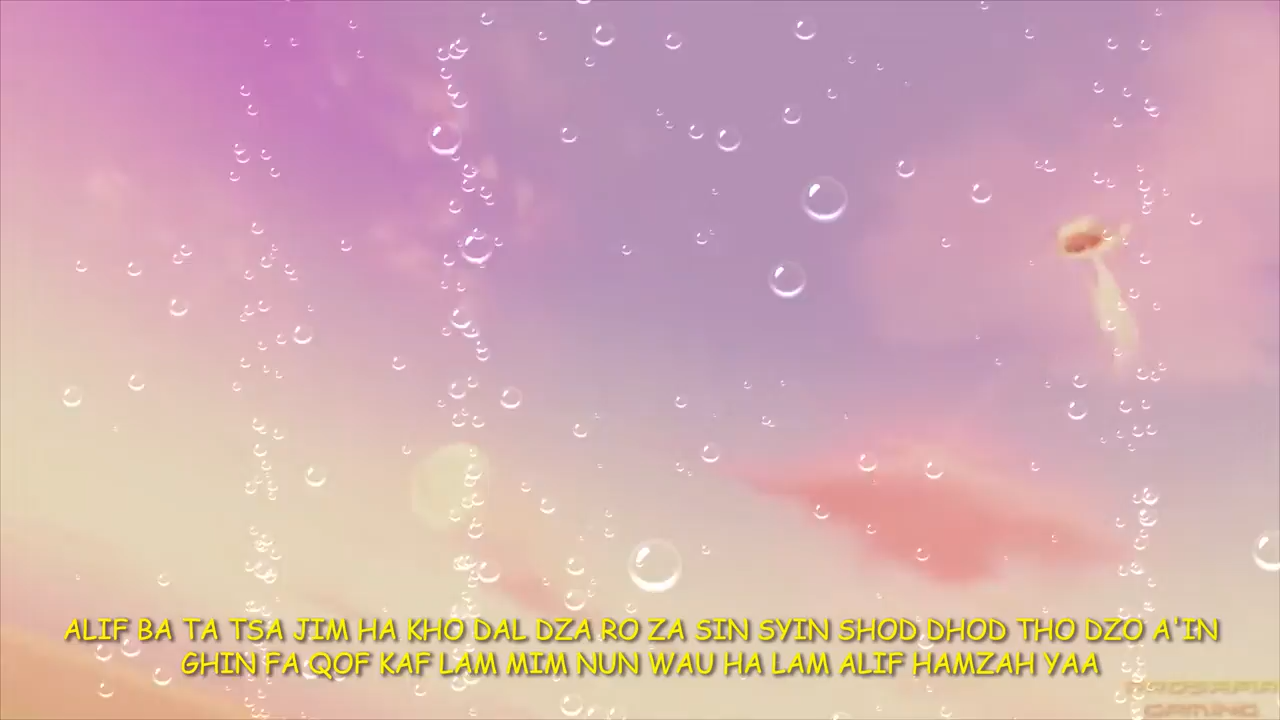 ALIF BA TA TSA JIM HA KHO DAL DZA RO ZA SIN SYIN SHOD DHOD THO DZO A'IN
GHIN FA QOF KAF LAM MIM NUN WAU HA LAM ALIF HAMZAH YAA
GAMING